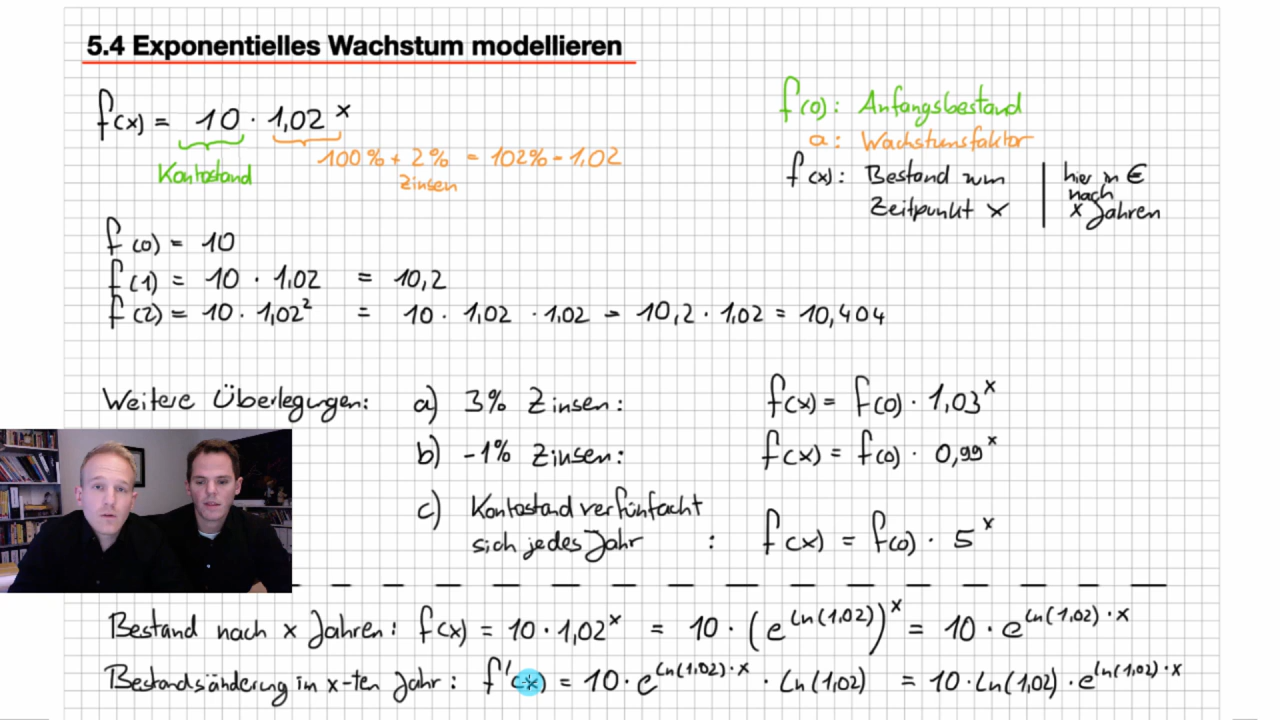 5.4 Exponentielles Wachstum modellieren
f(x) = 10 · 1,02^x
Kontostand
100% + 2% = 102% = 1,02
Zinsen
f(0): Anfangsbestand
a: Wachstumsfaktor
f(x): Bestand zum
Zeitpunkt x
hier in €
nach
x Jahren
f(0) = 10
f(1) = 10 · 1,02 = 10,2
f(2) = 10 · 1,02² = 10 · 1,02 · 1,02 = 10,2 · 1,02 = 10,404
Weitere Überlegungen: a) 3% Zinsen: f(x) = f(0) · 1,03^x
b) -1% Zinsen: f(x) = f(0) · 0,99^x
c) Kontostand verfünfacht
sich jedes Jahr : f(x) = f(0) · 5^x
Bestand nach x Jahren: f(x) = 10 · 1,02^x = 10 · (e^ln(1,02))^x = 10 · e^ln(1,02)·x
Bestandsänderung im x-ten Jahr: f'(x) = 10 · e^ln(1,02)·x · ln(1,02) = 10 · ln(1,02) · e^ln(1,02)·x